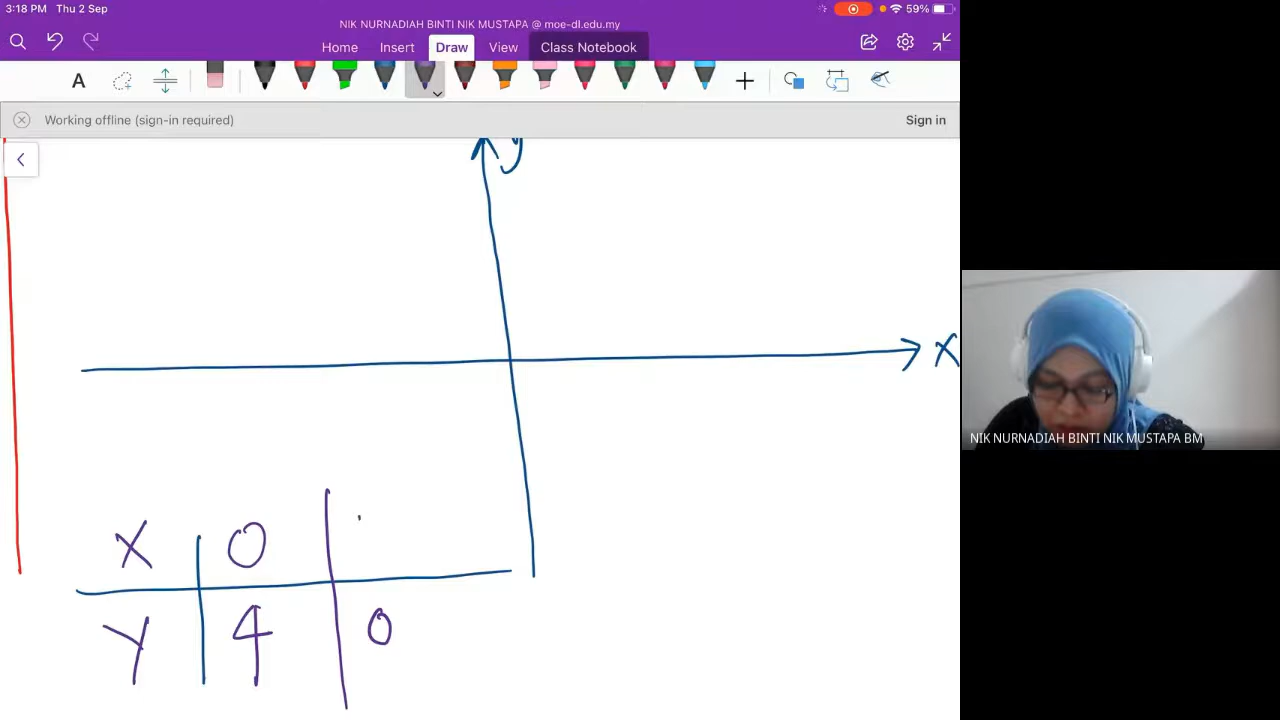 3:18 PM Thu 2 Sep
59%
NIK NURNADIAH BINTI NIK MUSTAPA @ moe-dl.edu.my
Home Insert Draw View Class Notebook
A
Working offline (sign-in required) Sign in
y
x
NIK NURNADIAH BINTI NIK MUSTAPA BM
X 0
Y 4 0